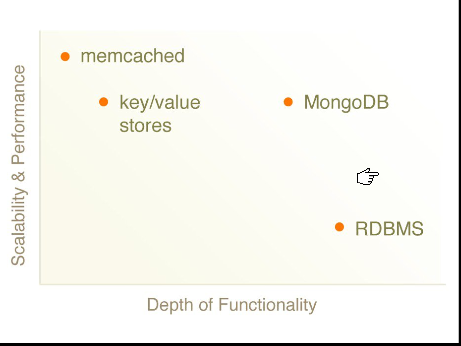 memcached
key/value
stores
MongoDB
RDBMS
Scalability & Performance
Depth of Functionality